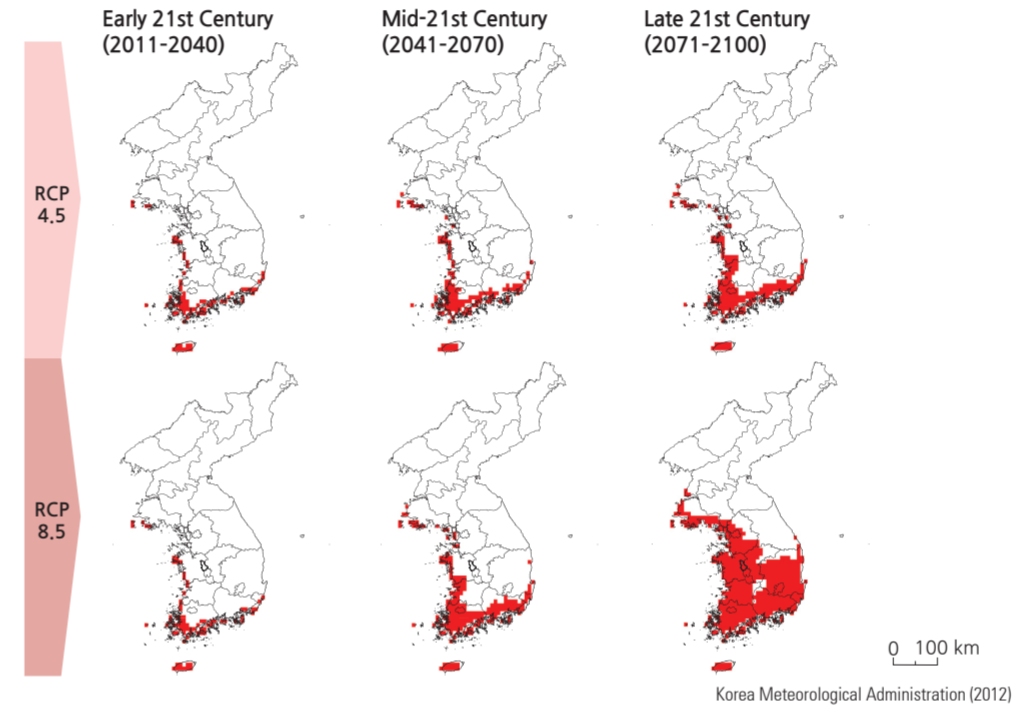 Early 21st Century
(2011-2040)
Mid-21st Century
(2041-2070)
Late 21st Century
(2071-2100)
RCP
4.5
RCP
8.5
0 100 km
Korea Meteorological Administration (2012)